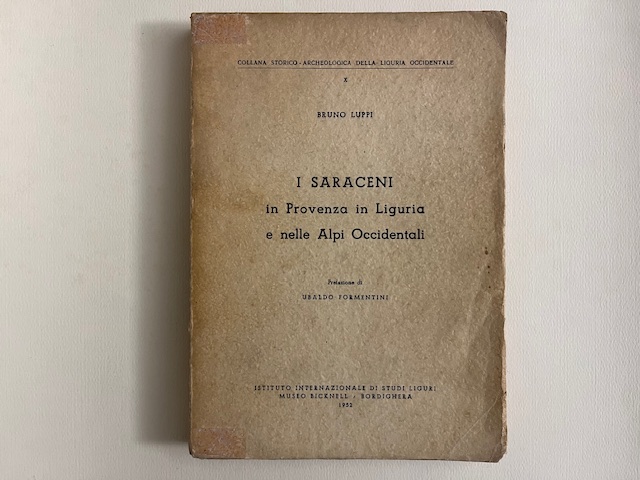 COLLANA STORICO-ARCHEOLOGICA DELLA LIGURIA OCCIDENTALE
X
BRUNO LUPPI
I SARACENI
in Provenza in Liguria
e nelle Alpi Occidentali
Prefazione di
UBALDO FORMENTINI
ISTITUTO INTERNAZIONALE DI STUDI LIGURI
MUSEO BICKNELL - BORDIGHERA
1952